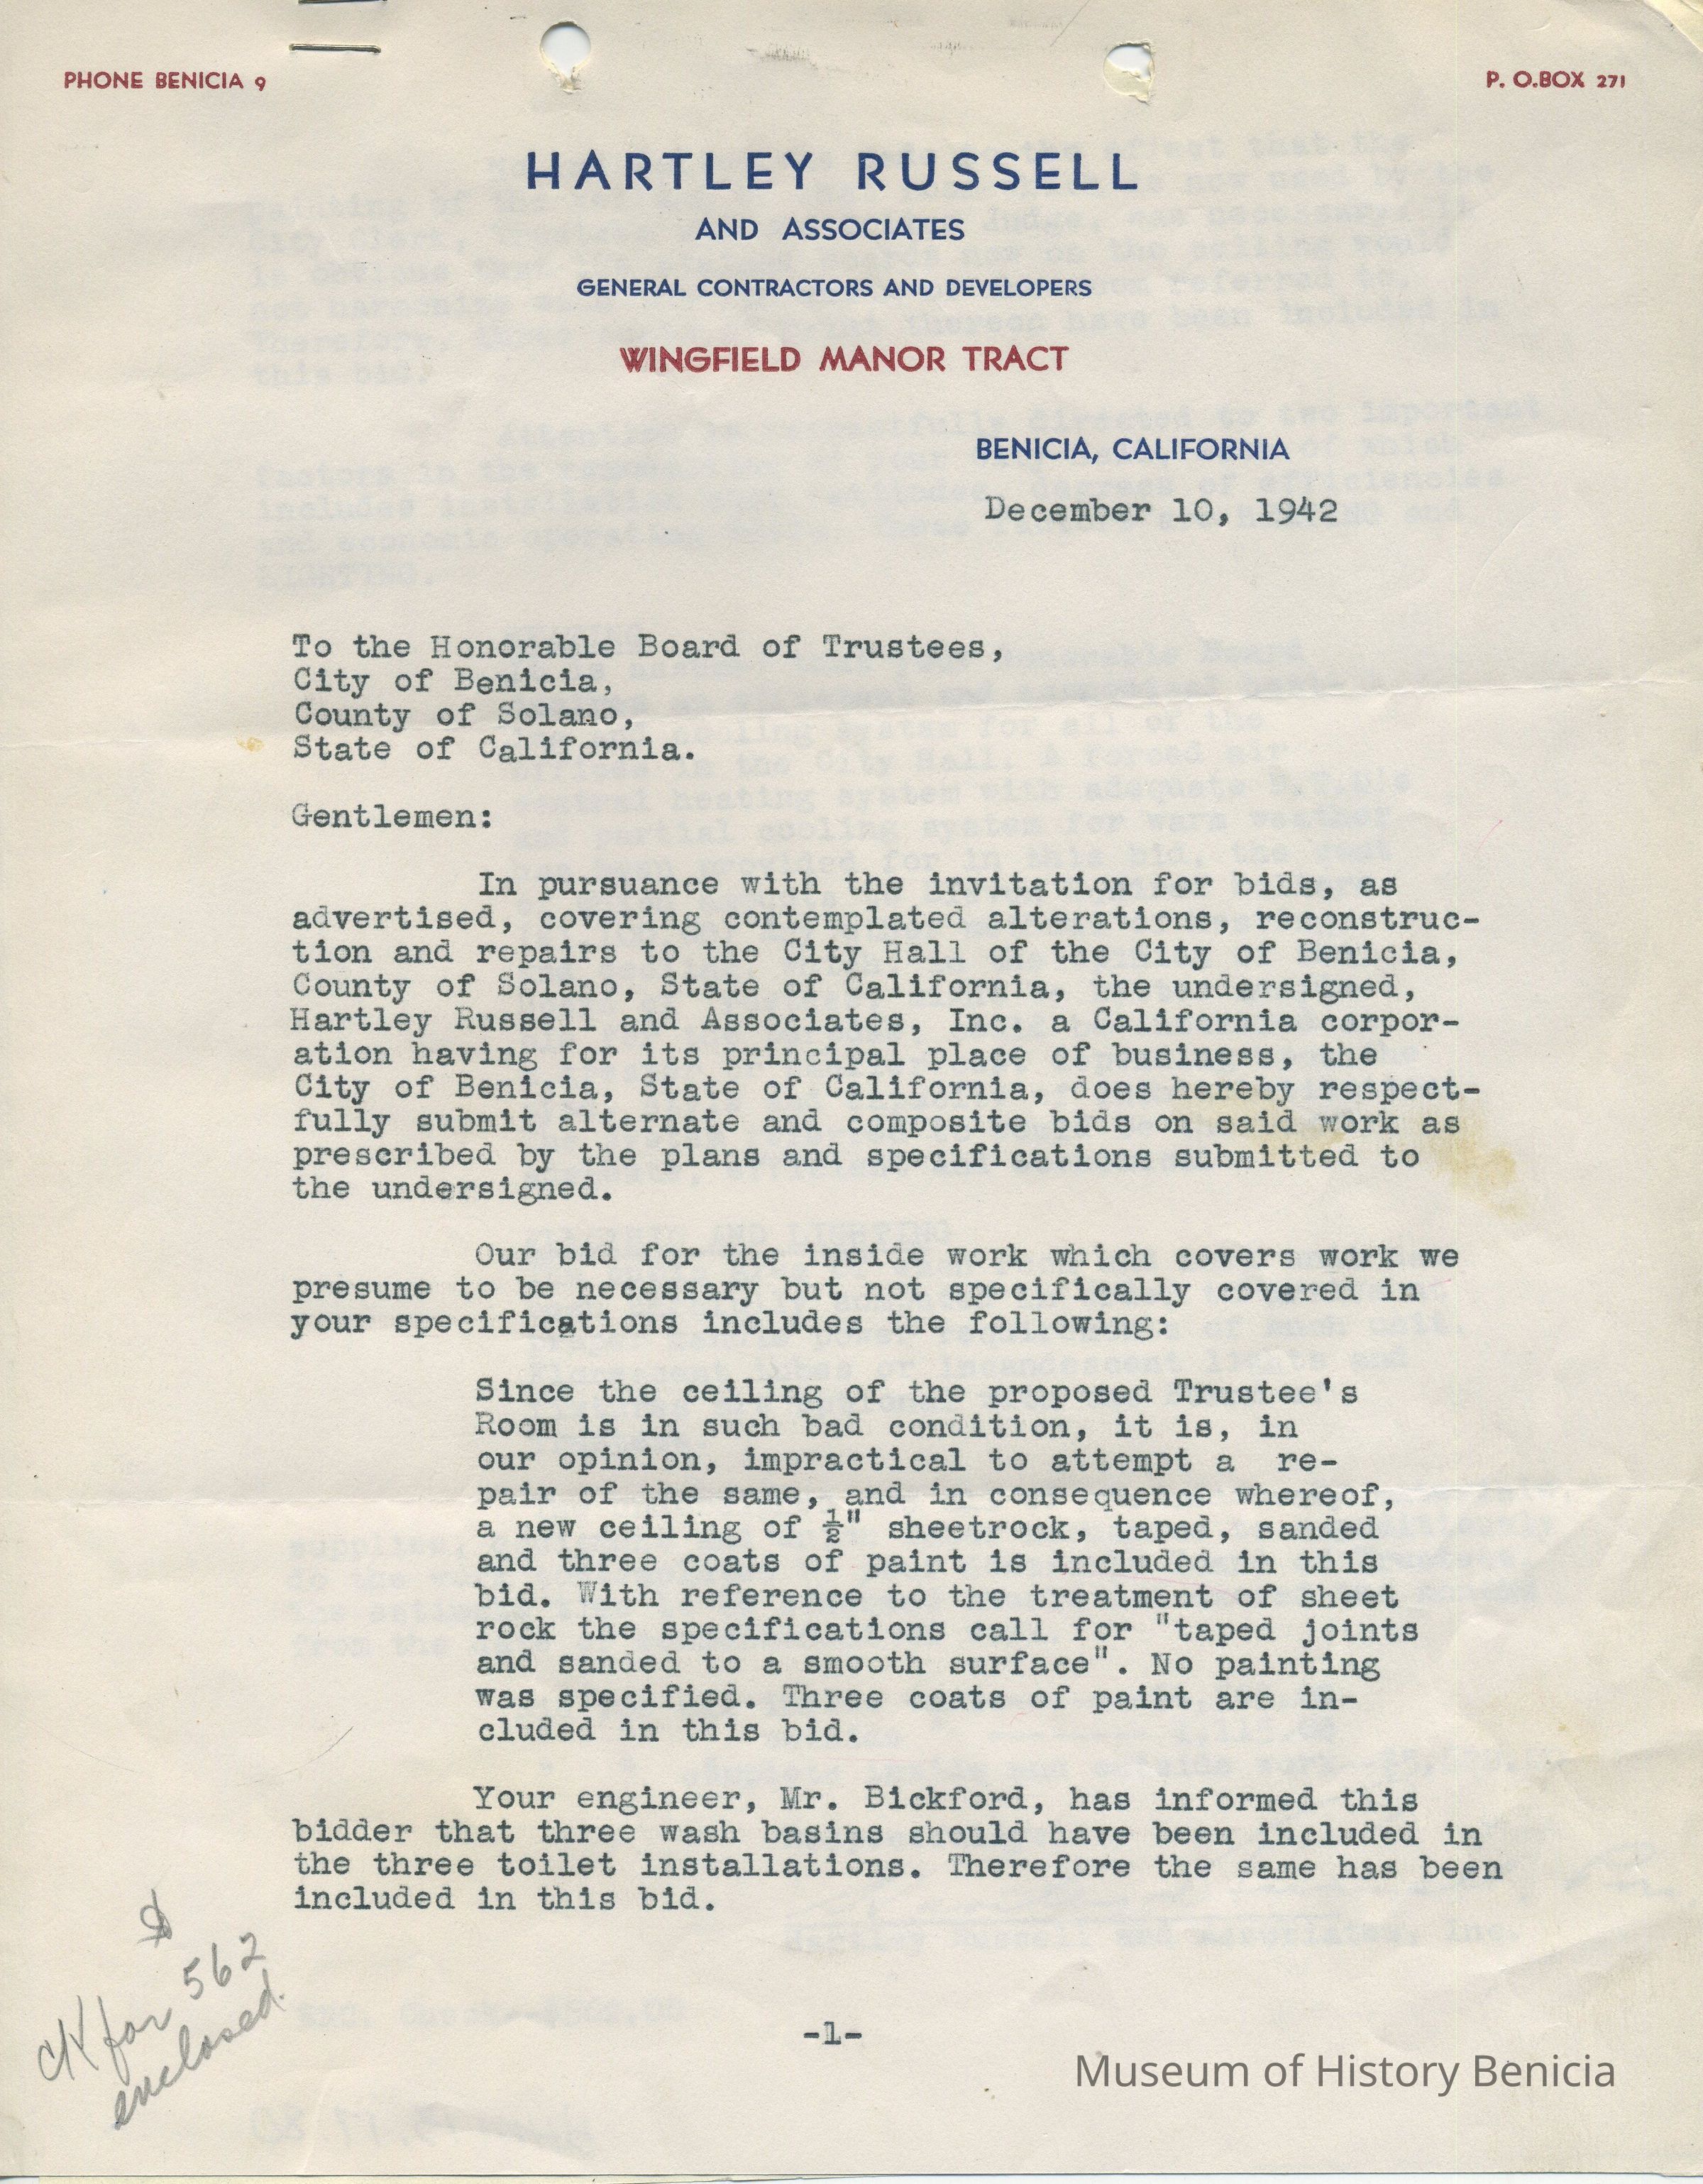 PHONE BENICIA 9
P. O. BOX 271
HARTLEY RUSSELL
AND ASSOCIATES
GENERAL CONTRACTORS AND DEVELOPERS
WINGFIELD MANOR TRACT
BENICIA, CALIFORNIA
December 10, 1942
To the Honorable Board of Trustees,
City of Benicia,
County of Solano,
State of California.
Gentlemen:
In pursuance with the invitation for bids, as
advertised, covering contemplated alterations, reconstruc-
tion and repairs to the City Hall of the City of Benicia,
County of Solano, State of California, the undersigned,
Hartley Russell and Associates, Inc. a California corpor-
ation having for its principal place of business, the
City of Benicia, State of California, does hereby respect-
fully submit alternate and composite bids on said work as
prescribed by the plans and specifications submitted to
the undersigned.
Our bid for the inside work which covers work we
presume to be necessary but not specifically covered in
your specifications includes the following:
Since the ceiling of the proposed Trustee's
Room is in such bad condition, it is, in
our opinion, impractical to attempt a re-
pair of the same, and in consequence whereof,
a new ceiling of ½" sheetrock, taped, sanded
and three coats of paint is included in this
bid. With reference to the treatment of sheet
rock the specifications call for "taped joints
and sanded to a smooth surface". No painting
was specified. Three coats of paint are in-
cluded in this bid.
Your engineer, Mr. Bickford, has informed this
bidder that three wash basins should have been included in
the three toilet installations. Therefore the same has been
included in this bid.
$
ck for 562
enclosed.
-1-
Museum of History Benicia